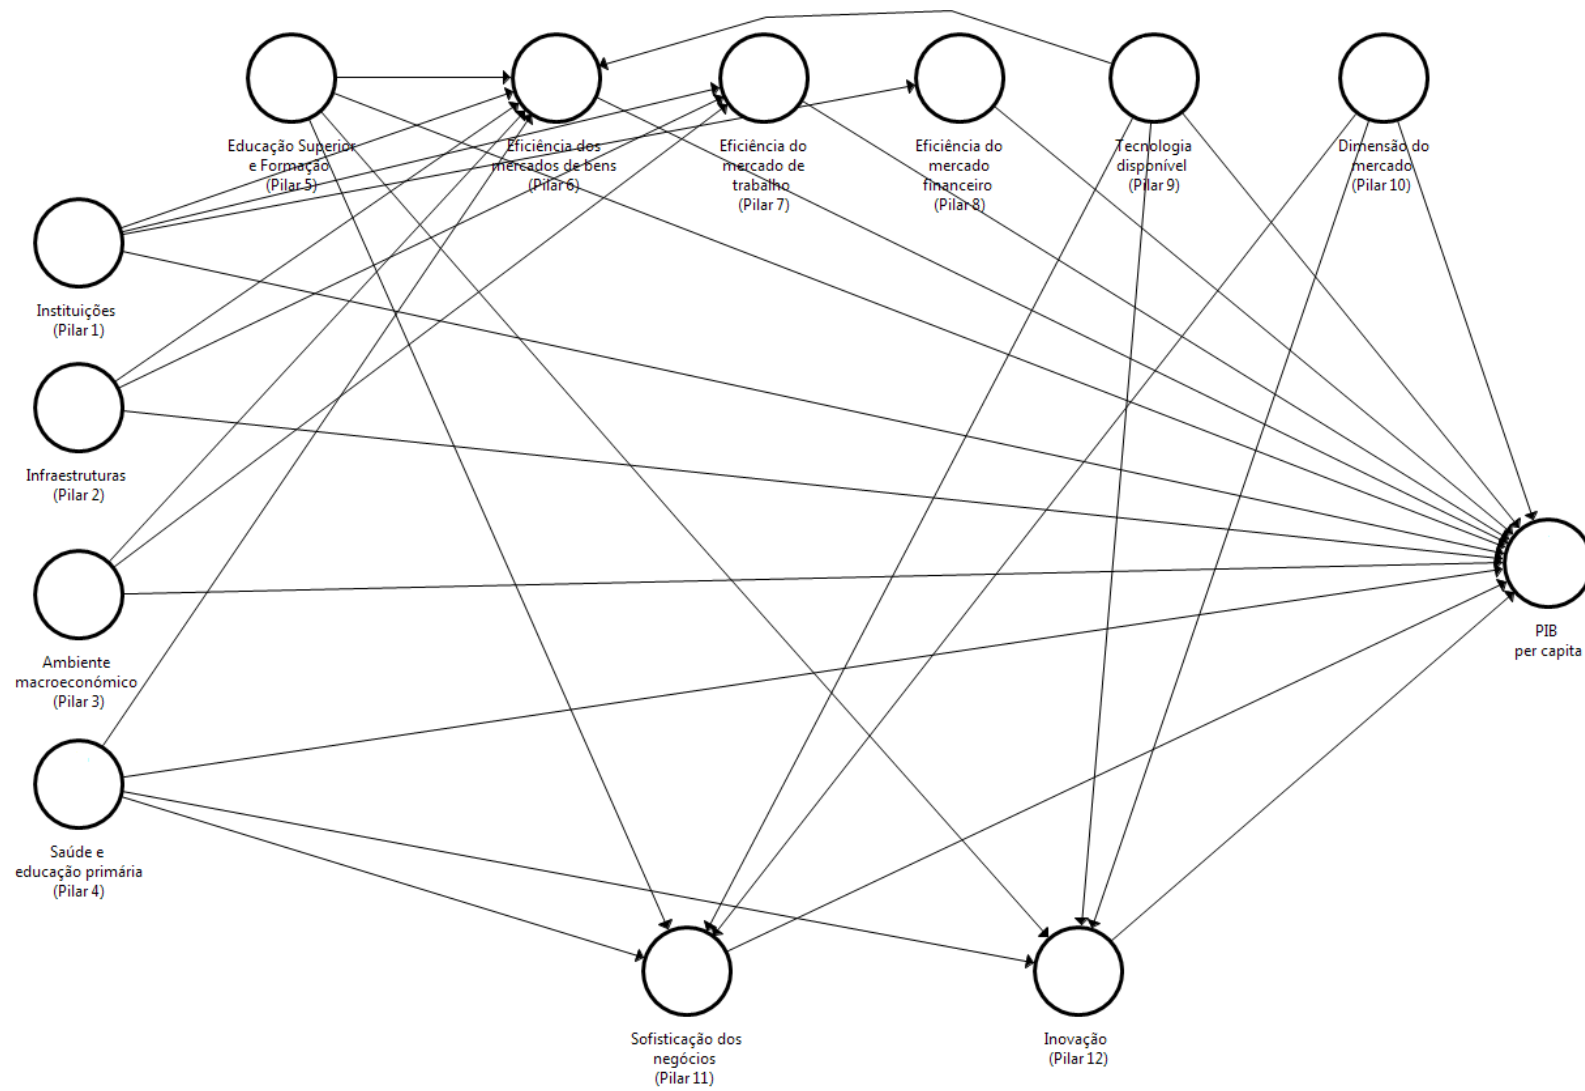 Educação Superior
e Formação
(Pilar 5)
Eficiência dos
mercados de bens
(Pilar 6)
Eficiência do
mercado de
trabalho
(Pilar 7)
Eficiência do
mercado
financeiro
(Pilar 8)
Tecnologia
disponível
(Pilar 9)
Dimensão do
mercado
(Pilar 10)
Instituições
(Pilar 1)
Infraestruturas
(Pilar 2)
Ambiente
macroeconómico
(Pilar 3)
Saúde e
educação primária
(Pilar 4)
PIB
per capita
Sofisticação dos
negócios
(Pilar 11)
Inovação
(Pilar 12)